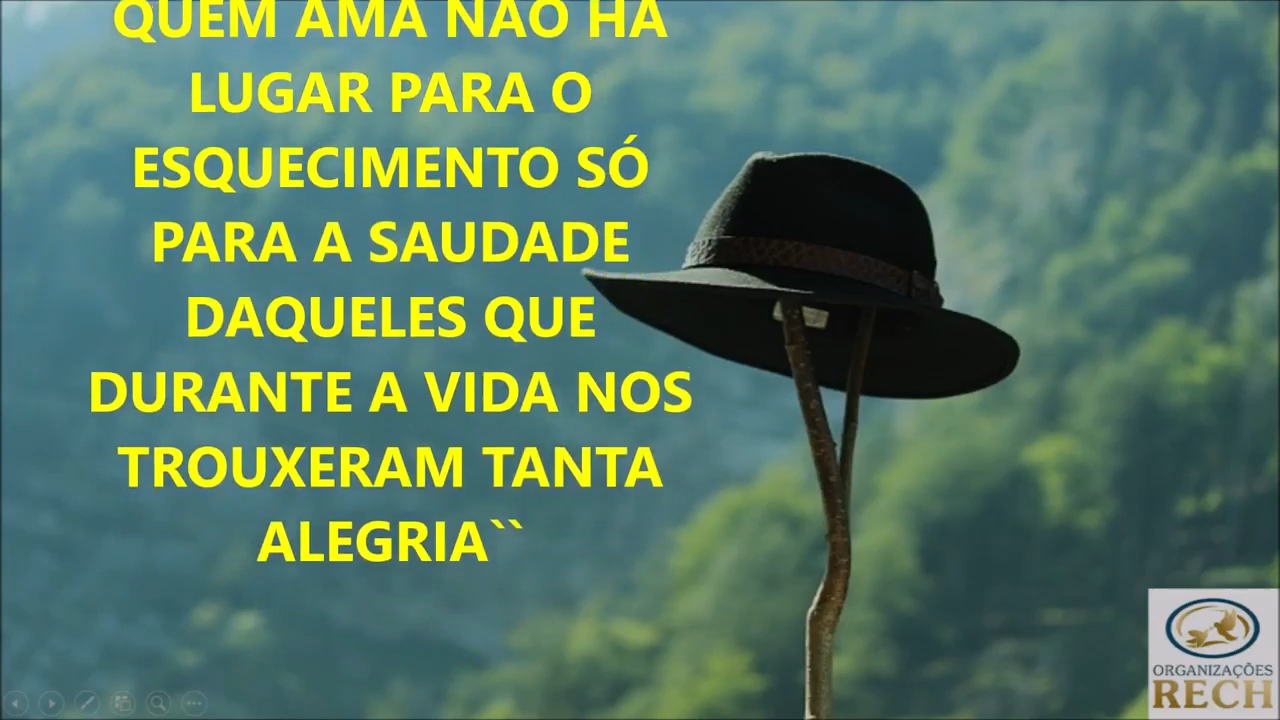 QUEM AMA NÃO HÁ
LUGAR PARA O
ESQUECIMENTO SÓ
PARA A SAUDADE
DAQUELES QUE
DURANTE A VIDA NOS
TROUXERAM TANTA
ALEGRIA``
ORGANIZAÇÕES
RECH